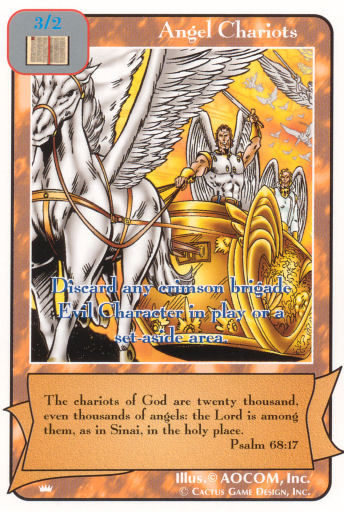 3/2
Angel Chariots
Discard any crimson brigade
Evil Character in play or a
set-aside area.
The chariots of God are twenty thousand,
even thousands of angels: the Lord is among
them, as in Sinai, in the holy place.
Psalm 68:17
Illus.© AOCOM, Inc.
© Cactus Game Design, Inc.